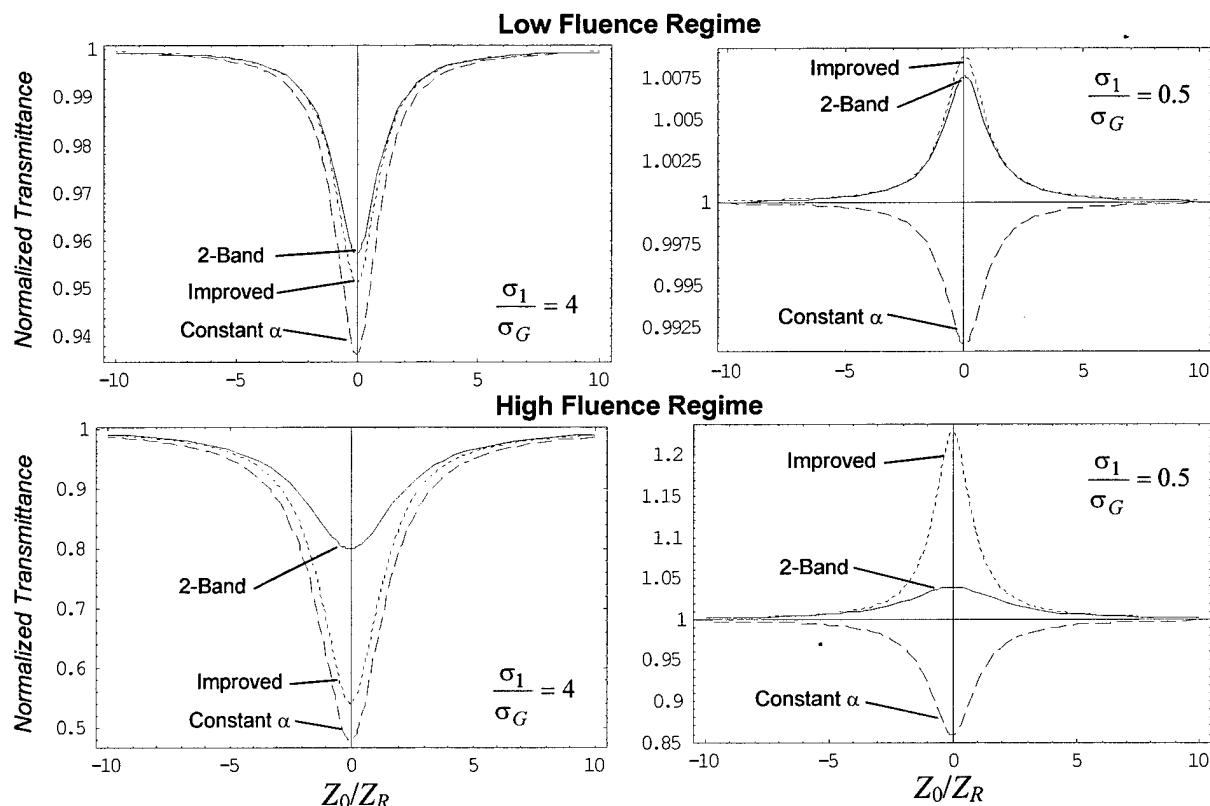 Low Fluence Regime
Normalized Transmittance
1
0.99
0.98
0.97
0.96
0.95
0.94
2-Band
Improved
Constant α
σ1/σG = 4
−10 −5 0 5 10
1.0075
1.005
1.0025
1
0.9975
0.995
0.9925
Improved
2-Band
Constant α
σ1/σG = 0.5
−10 −5 0 5 10
High Fluence Regime
Normalized Transmittance
1
0.9
0.8
0.7
0.6
0.5
2-Band
Improved
Constant α
σ1/σG = 4
−10 −5 0 5 10
Z0/ZR
1.2
1.15
1.1
1.05
1
0.95
0.9
0.85
Improved
2-Band
Constant α
σ1/σG = 0.5
−10 −5 0 5 10
Z0/ZR